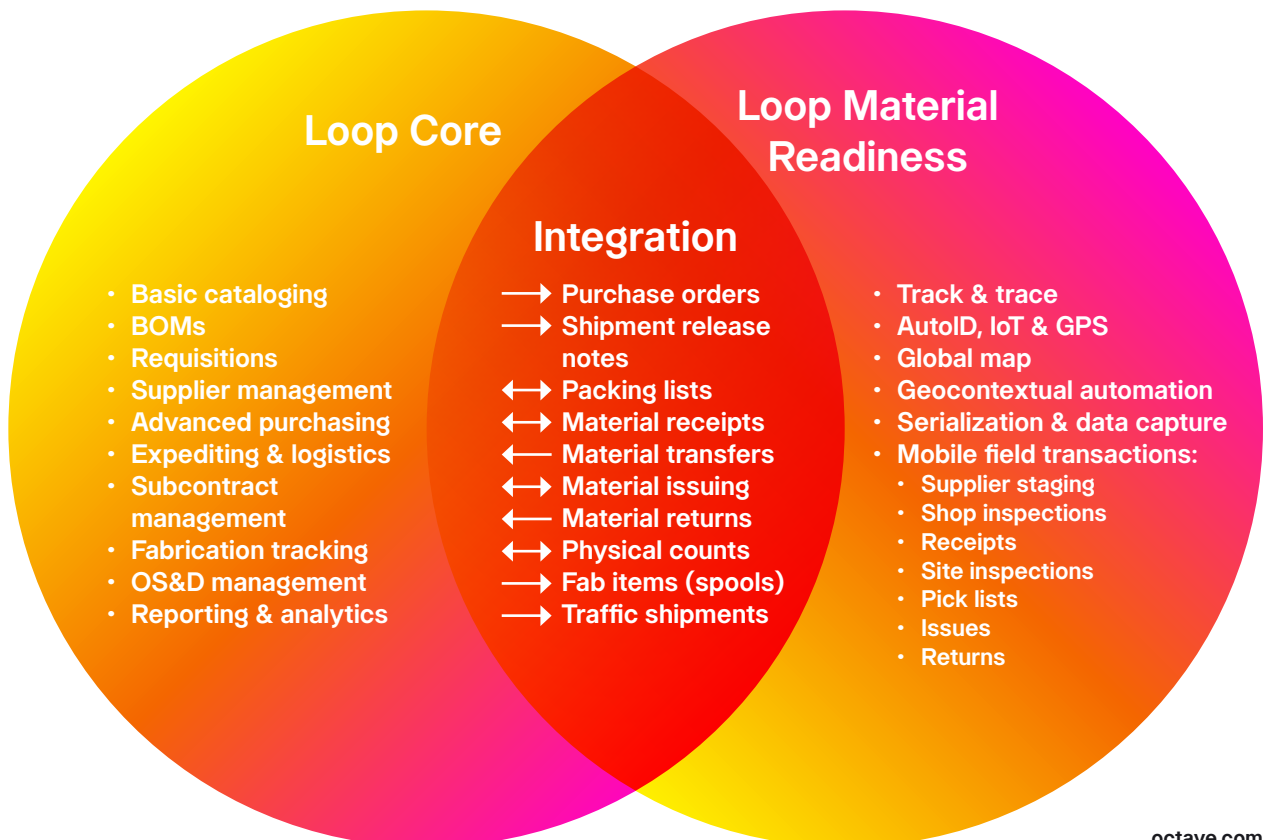 Loop Core
Loop Material
Readiness
Integration
· Basic cataloging
· BOMs
· Requisitions
· Supplier management
· Advanced purchasing
· Expediting & logistics
· Subcontract
management
· Fabrication tracking
· OS&D management
· Reporting & analytics
→ Purchase orders
→ Shipment release
notes
↔ Packing lists
↔ Material receipts
← Material transfers
↔ Material issuing
← Material returns
↔ Physical counts
→ Fab items (spools)
→ Traffic shipments
· Track & trace
· AutoID, IoT & GPS
· Global map
· Geocontextual automation
· Serialization & data capture
· Mobile field transactions:
· Supplier staging
· Shop inspections
· Receipts
· Site inspections
· Pick lists
· Issues
· Returns
octave.com